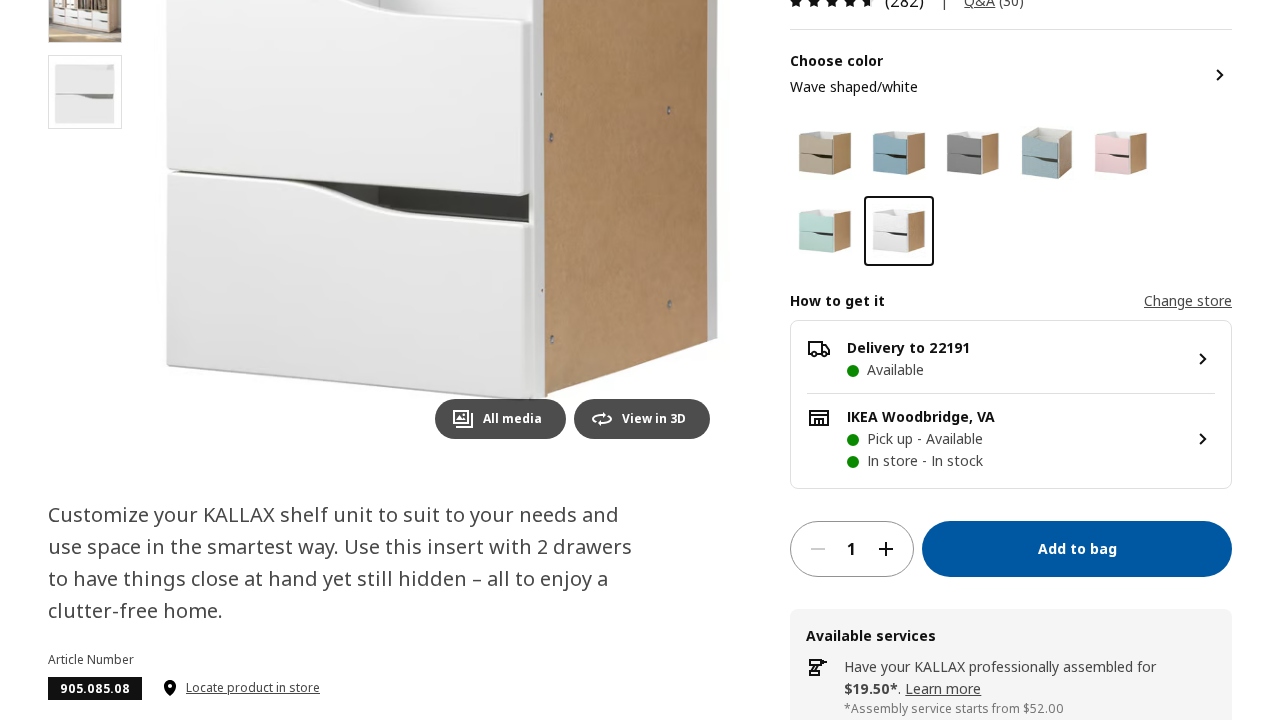 (282)
|
Q&A (30)
Choose color
Wave shaped/white
How to get it
Change store
Delivery to 22191
Available
IKEA Woodbridge, VA
Pick up - Available
In store - In stock
1
Add to bag
All media
View in 3D
Customize your KALLAX shelf unit to suit to your needs and
use space in the smartest way. Use this insert with 2 drawers
to have things close at hand yet still hidden – all to enjoy a
clutter-free home.
Article Number
905.085.08
Locate product in store
Available services
Have your KALLAX professionally assembled for
$19.50*. Learn more
*Assembly service starts from $52.00